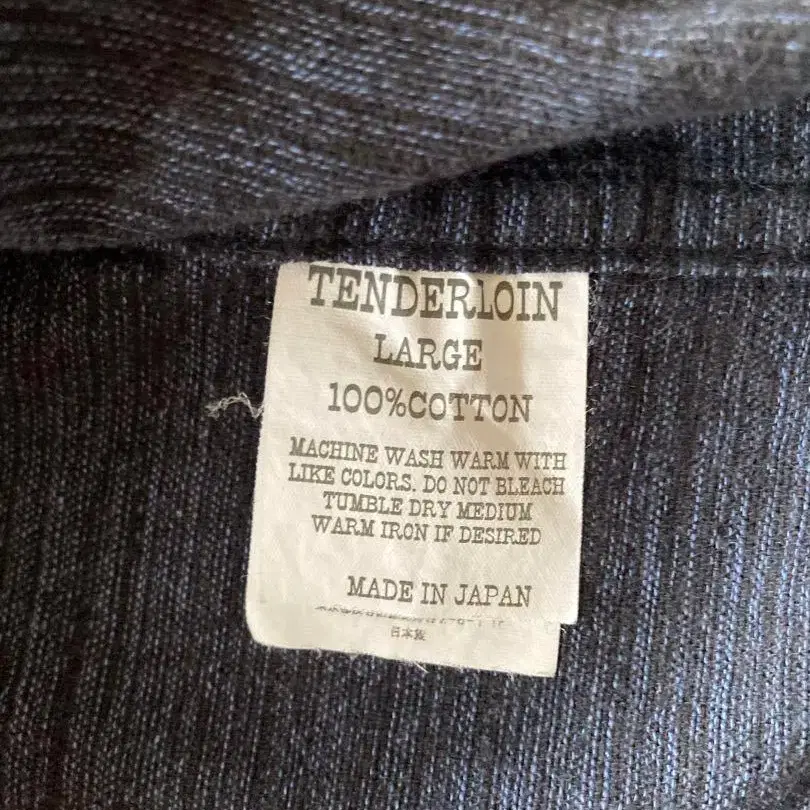 TENDERLOIN
LARGE
100%COTTON
MACHINE WASH WARM WITH
LIKE COLORS. DO NOT BLEACH
TUMBLE DRY MEDIUM
WARM IRON IF DESIRED
MADE IN JAPAN
日本製